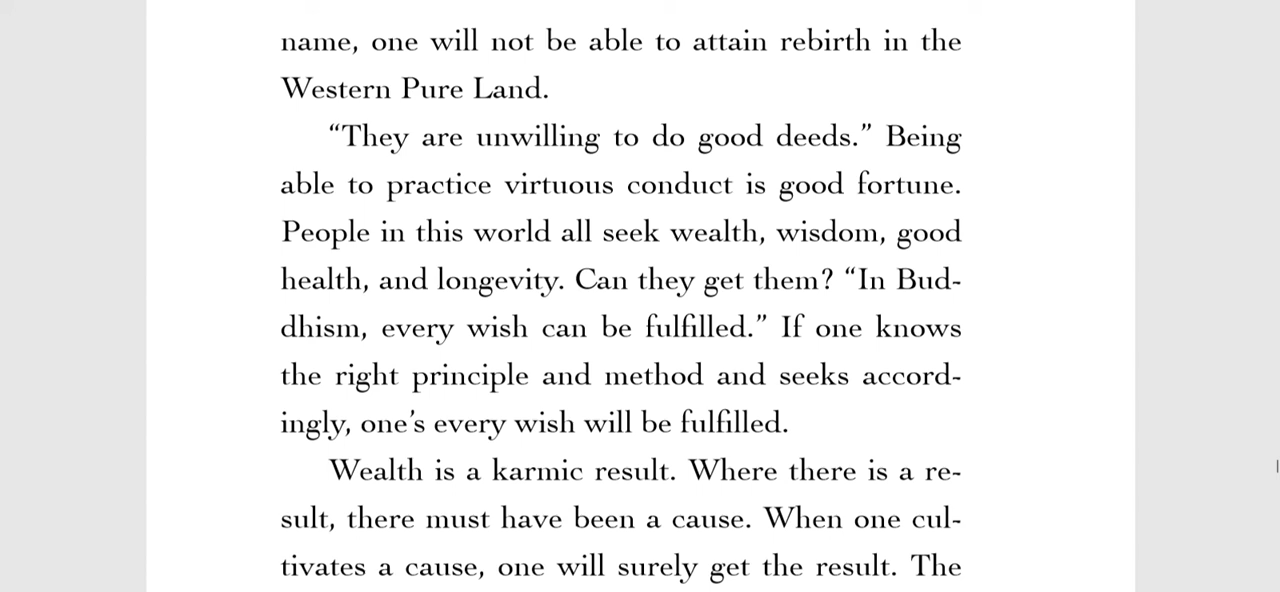 name, one will not be able to attain rebirth in the
Western Pure Land.
“They are unwilling to do good deeds.” Being
able to practice virtuous conduct is good fortune.
People in this world all seek wealth, wisdom, good
health, and longevity. Can they get them? “In Bud-
dhism, every wish can be fulfilled.” If one knows
the right principle and method and seeks accord-
ingly, one’s every wish will be fulfilled.
Wealth is a karmic result. Where there is a re-
sult, there must have been a cause. When one cul-
tivates a cause, one will surely get the result. The